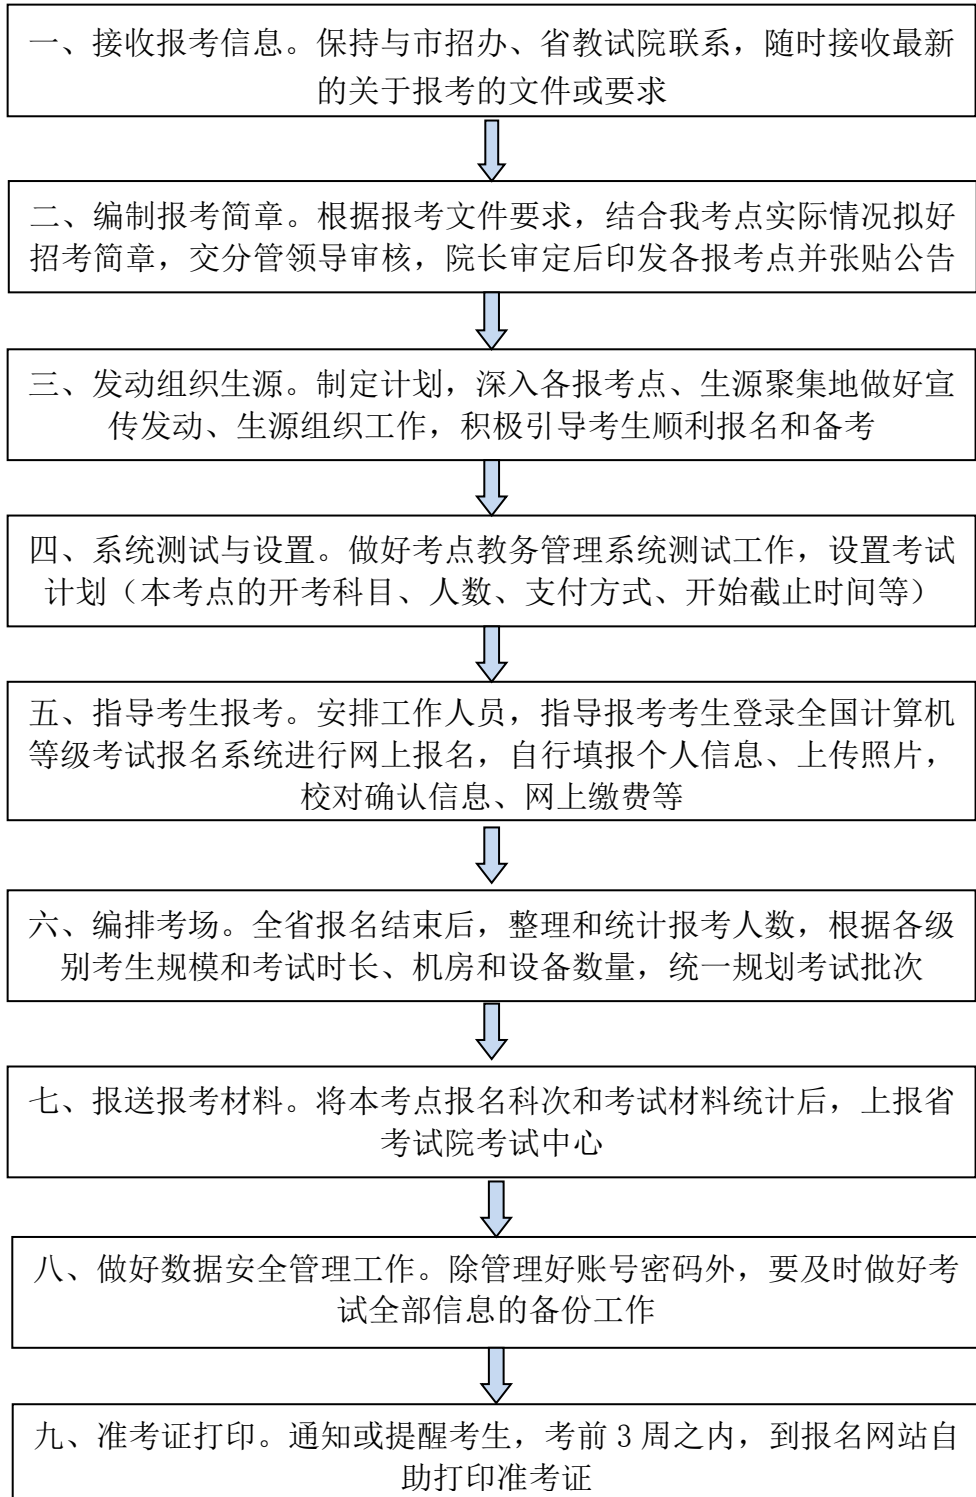 一、接收报考信息。保持与市招办、省教试院联系，随时接收最新
的关于报考的文件或要求
二、编制报考简章。根据报考文件要求，结合我考点实际情况拟好
招考简章，交分管领导审核，院长审定后印发各报考点并张贴公告
三、发动组织生源。制定计划，深入各报考点、生源聚集地做好宣
传发动、生源组织工作，积极引导考生顺利报名和备考
四、系统测试与设置。做好考点教务管理系统测试工作，设置考试
计划（本考点的开考科目、人数、支付方式、开始截止时间等）
五、指导考生报考。安排工作人员，指导报考考生登录全国计算机
等级考试报名系统进行网上报名，自行填报个人信息、上传照片，
校对确认信息、网上缴费等
六、编排考场。全省报名结束后，整理和统计报考人数，根据各级
别考生规模和考试时长、机房和设备数量，统一规划考试批次
七、报送报考材料。将本考点报名科次和考试材料统计后，上报省
考试院考试中心
八、做好数据安全管理工作。除管理好账号密码外，要及时做好考
试全部信息的备份工作
九、准考证打印。通知或提醒考生，考前 3 周之内，到报名网站自
助打印准考证